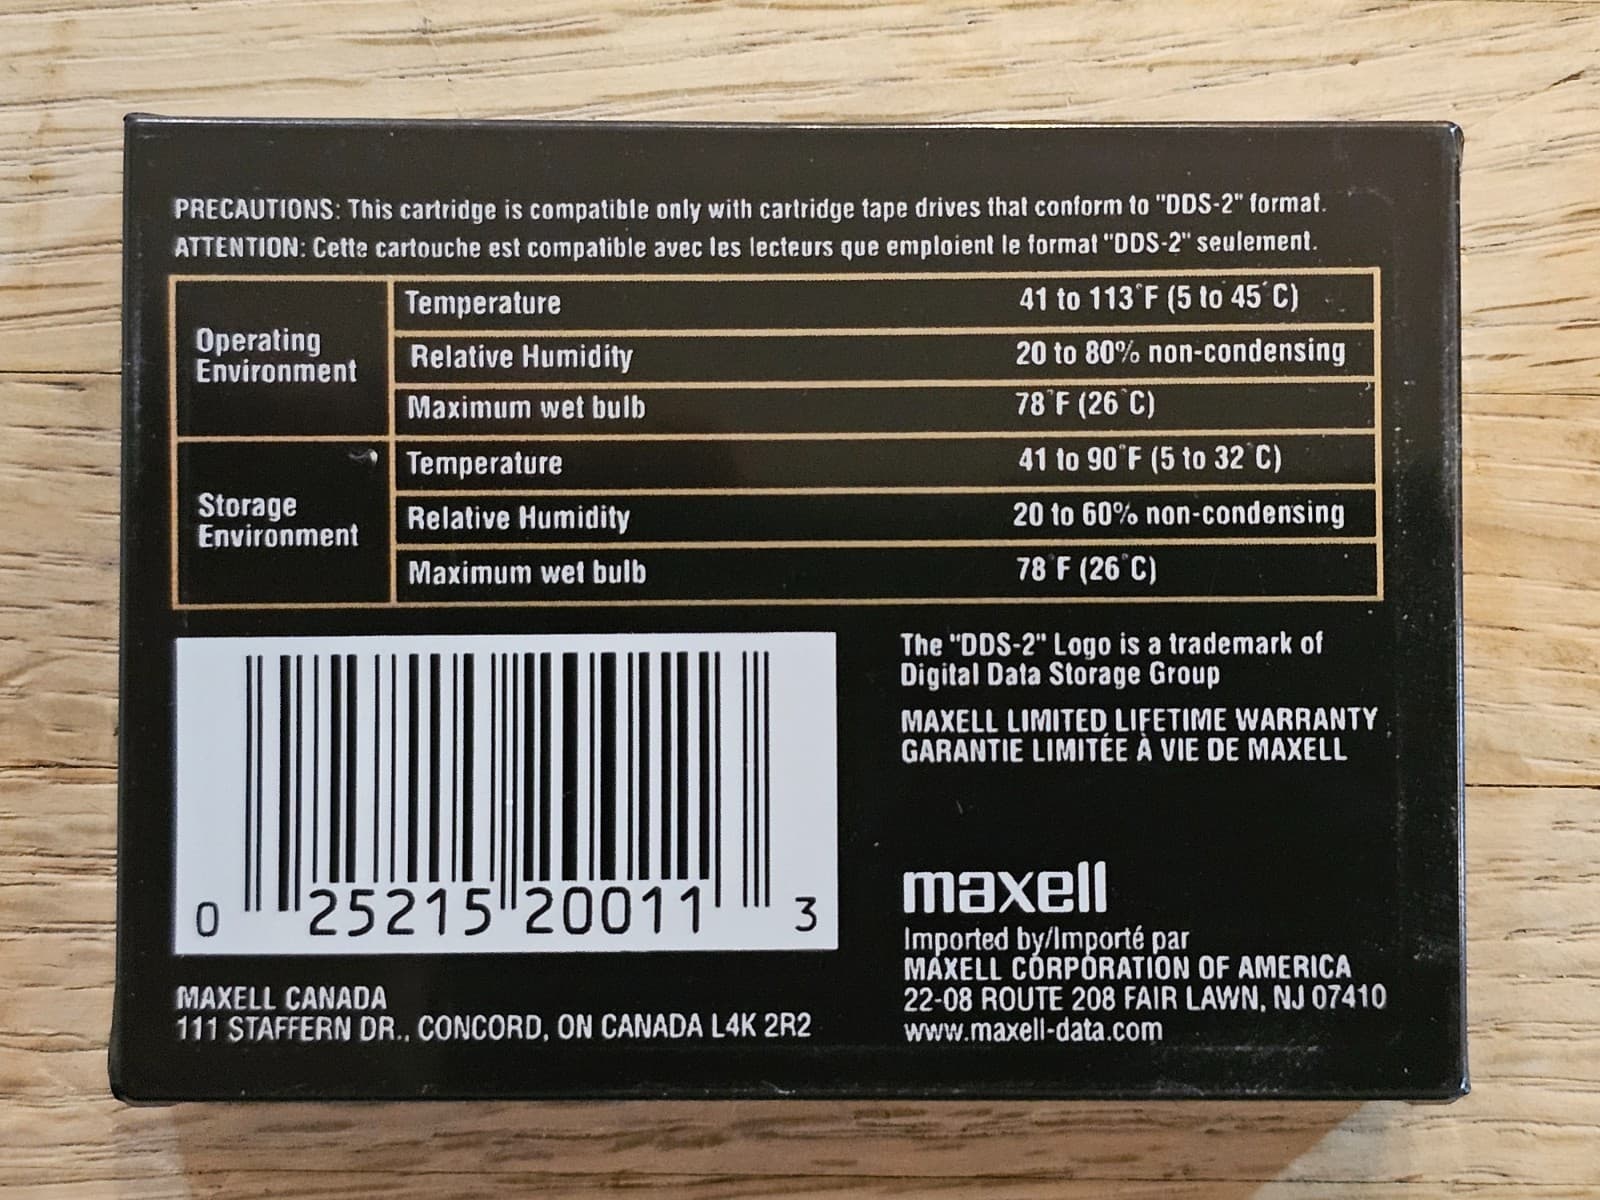 PRECAUTIONS: This cartridge is compatible only with cartridge tape drives that conform to "DDS-2" format.
ATTENTION: Cette cartouche est compatible avec les lecteurs que emploient le format "DDS-2" seulement.
Operating Environment
Temperature 41 to 113°F (5 to 45°C)
Relative Humidity 20 to 80% non-condensing
Maximum wet bulb 78°F (26°C)
Storage Environment
Temperature 41 to 90°F (5 to 32°C)
Relative Humidity 20 to 60% non-condensing
Maximum wet bulb 78°F (26°C)
0 25215 20011 3
MAXELL CANADA
111 STAFFERN DR., CONCORD, ON CANADA L4K 2R2
The "DDS-2" Logo is a trademark of
Digital Data Storage Group
MAXELL LIMITED LIFETIME WARRANTY
GARANTIE LIMITÉE À VIE DE MAXELL
maxell
Imported by/Importé par
MAXELL CORPORATION OF AMERICA
22-08 ROUTE 208 FAIR LAWN, NJ 07410
www.maxell-data.com